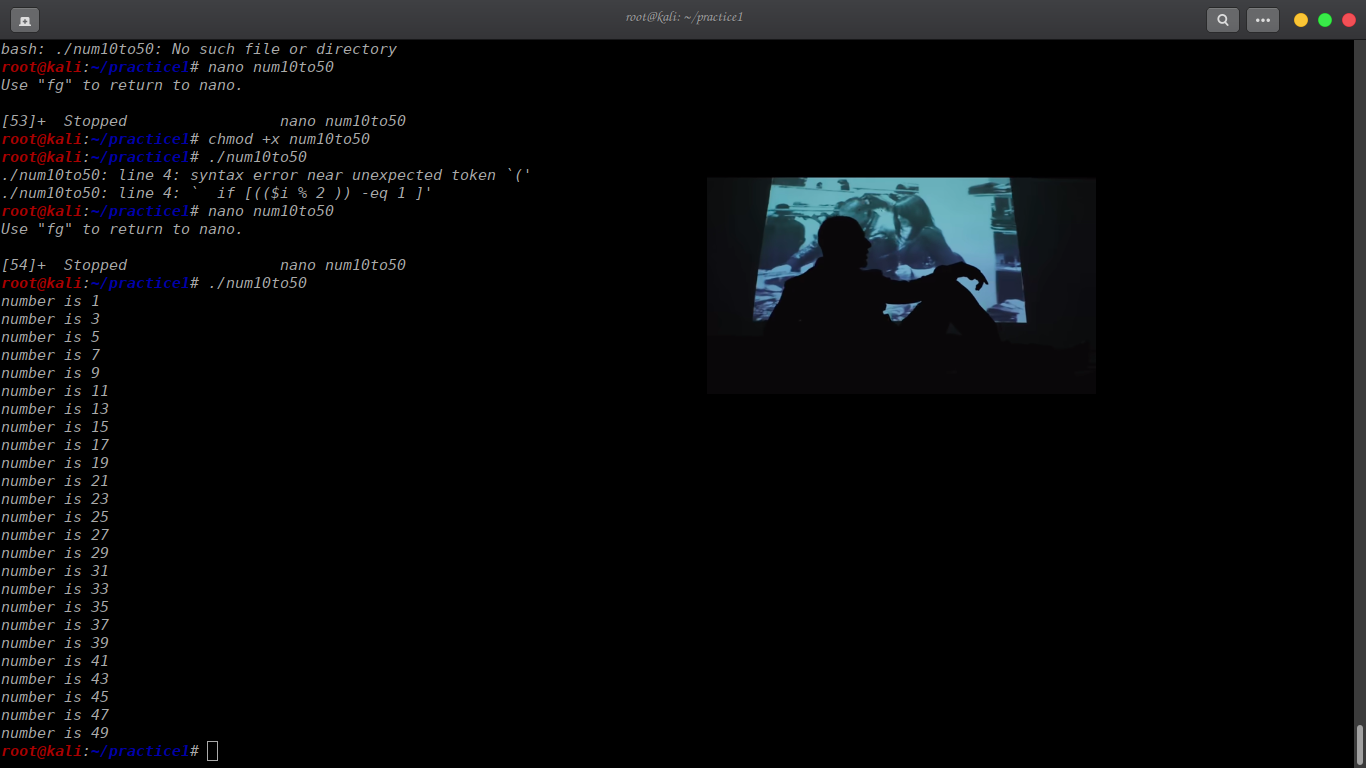 root@kali: ~/practice1
bash: ./num10to50: No such file or directory
root@kali:~/practice1# nano num10to50
Use "fg" to return to nano.
[53]+  Stopped                 nano num10to50
root@kali:~/practice1# chmod +x num10to50
root@kali:~/practice1# ./num10to50
./num10to50: line 4: syntax error near unexpected token `('
./num10to50: line 4: `  if [(($i % 2 )) -eq 1 ]'
root@kali:~/practice1# nano num10to50
Use "fg" to return to nano.
[54]+  Stopped                 nano num10to50
root@kali:~/practice1# ./num10to50
number is 1
number is 3
number is 5
number is 7
number is 9
number is 11
number is 13
number is 15
number is 17
number is 19
number is 21
number is 23
number is 25
number is 27
number is 29
number is 31
number is 33
number is 35
number is 37
number is 39
number is 41
number is 43
number is 45
number is 47
number is 49
root@kali:~/practice1#